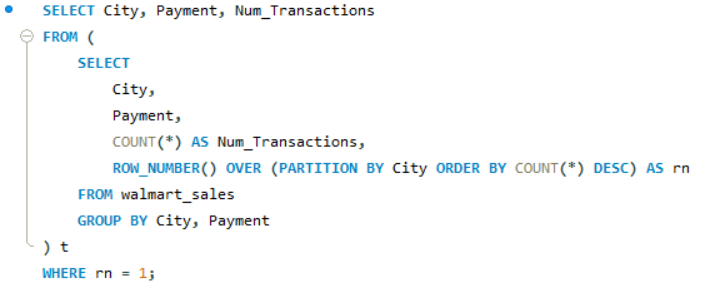 SELECT City, Payment, Num_Transactions
FROM (
SELECT
City,
Payment,
COUNT(*) AS Num_Transactions,
ROW_NUMBER() OVER (PARTITION BY City ORDER BY COUNT(*) DESC) AS rn
FROM walmart_sales
GROUP BY City, Payment
) t
WHERE rn = 1;